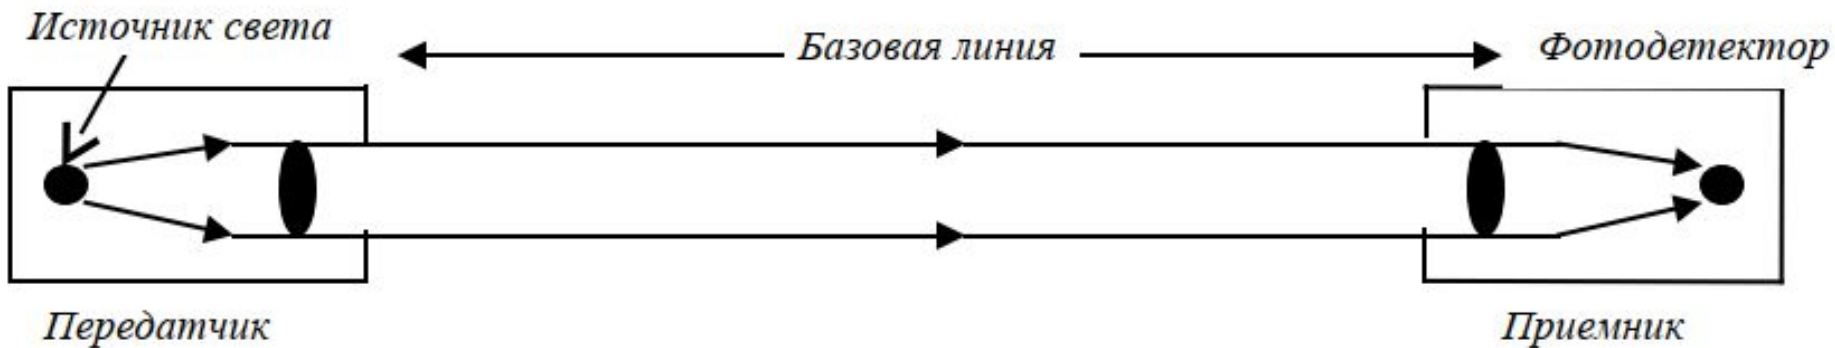 Источник света
Базовая линия
Фотодетектор
Передатчик
Приемник